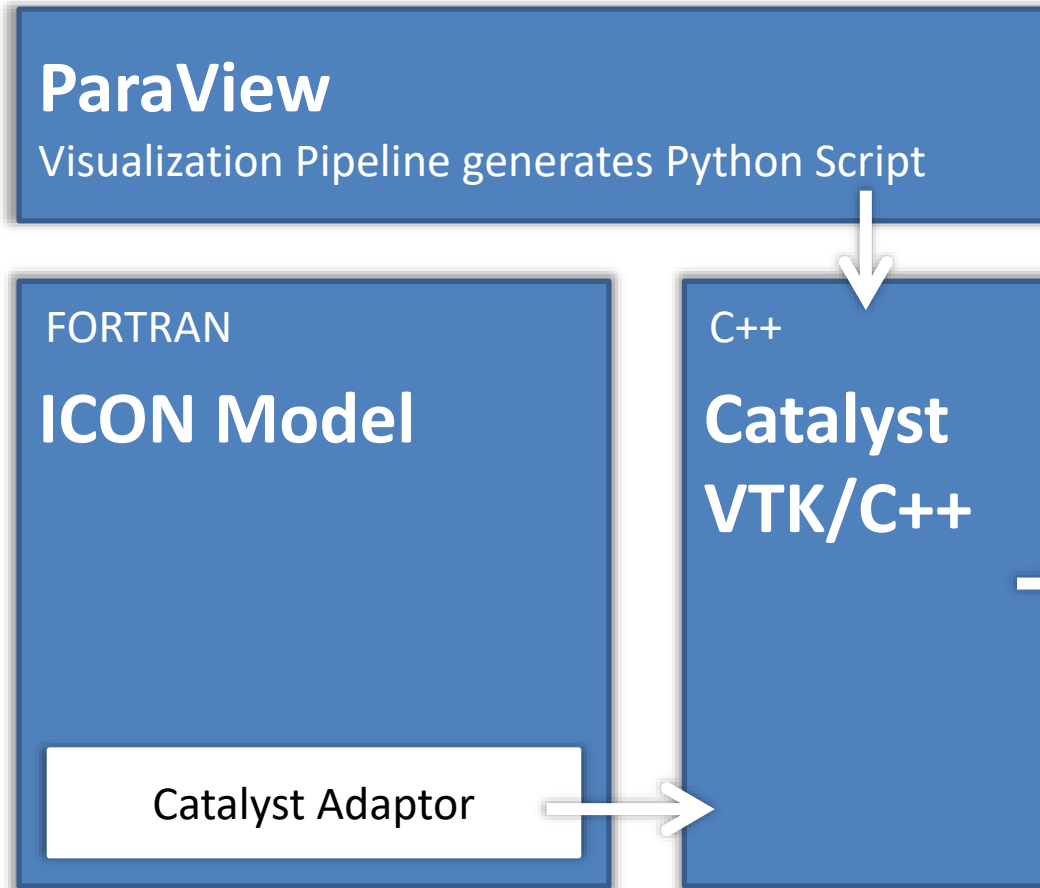 ParaView
Visualization Pipeline generates Python Script
FORTRAN
ICON Model
Catalyst Adaptor
C++
Catalyst
VTK/C++